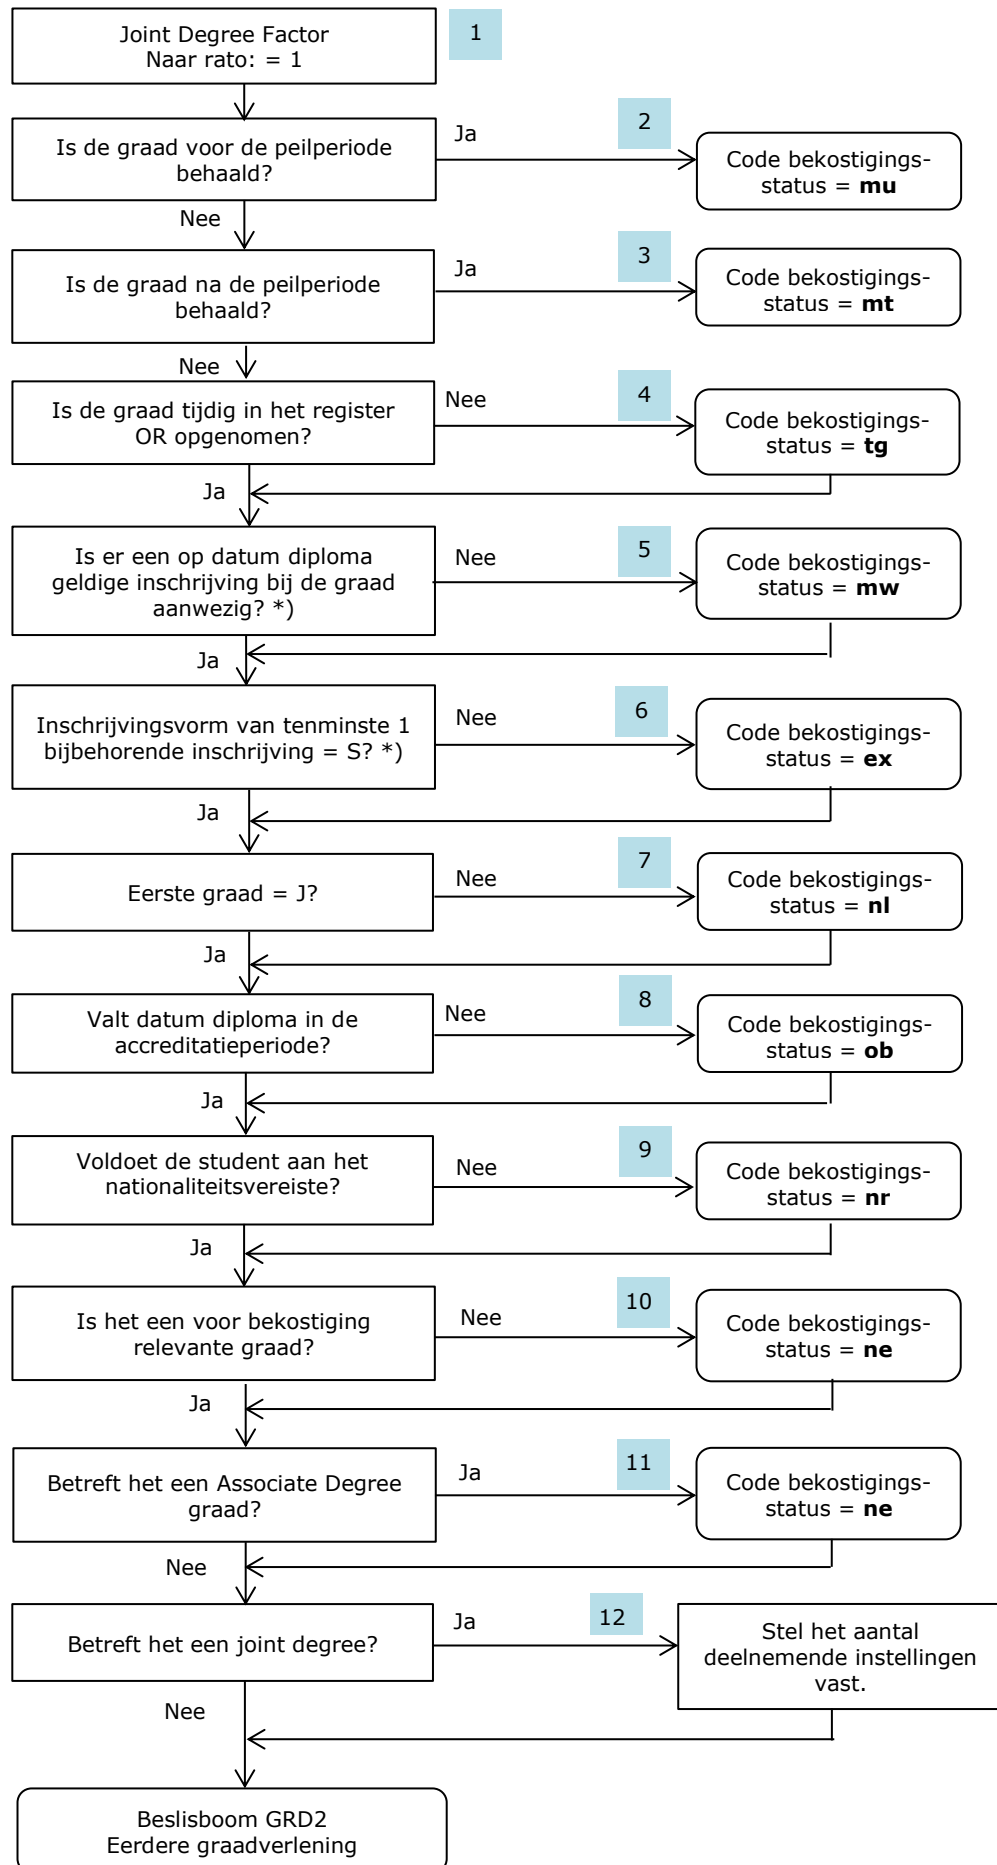 Joint Degree Factor
Naar rato: = 1
1
Is de graad voor de peilperiode
behaald?
Ja
2
Code bekostigings-
status = mu
Nee
Is de graad na de peilperiode
behaald?
Ja
3
Code bekostigings-
status = mt
Nee
Is de graad tijdig in het register
OR opgenomen?
Nee
4
Code bekostigings-
status = tg
Ja
Is er een op datum diploma
geldige inschrijving bij de graad
aanwezig? *)
Nee
5
Code bekostigings-
status = mw
Ja
Inschrijvingsvorm van tenminste 1
bijbehorende inschrijving = S? *)
Nee
6
Code bekostigings-
status = ex
Ja
Eerste graad = J?
Nee
7
Code bekostigings-
status = nl
Ja
Valt datum diploma in de
accreditatieperiode?
Nee
8
Code bekostigings-
status = ob
Ja
Voldoet de student aan het
nationaliteitsvereiste?
Nee
9
Code bekostigings-
status = nr
Ja
Is het een voor bekostiging
relevante graad?
Nee
10
Code bekostigings-
status = ne
Ja
Betreft het een Associate Degree
graad?
Ja
11
Code bekostigings-
status = ne
Nee
Betreft het een joint degree?
Ja
12
Stel het aantal
deelnemende instellingen
vast.
Nee
Beslisboom GRD2
Eerdere graadverlening